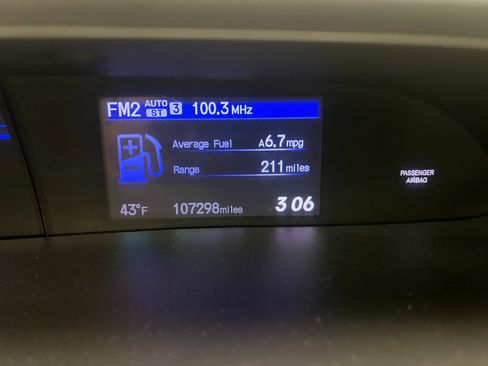 FM2 AUTO ST 3 100.3 MHz
Average Fuel A6.7 mpg
Range 211 miles
43°F 107298 miles 3 06
PASSENGER
AIRBAG